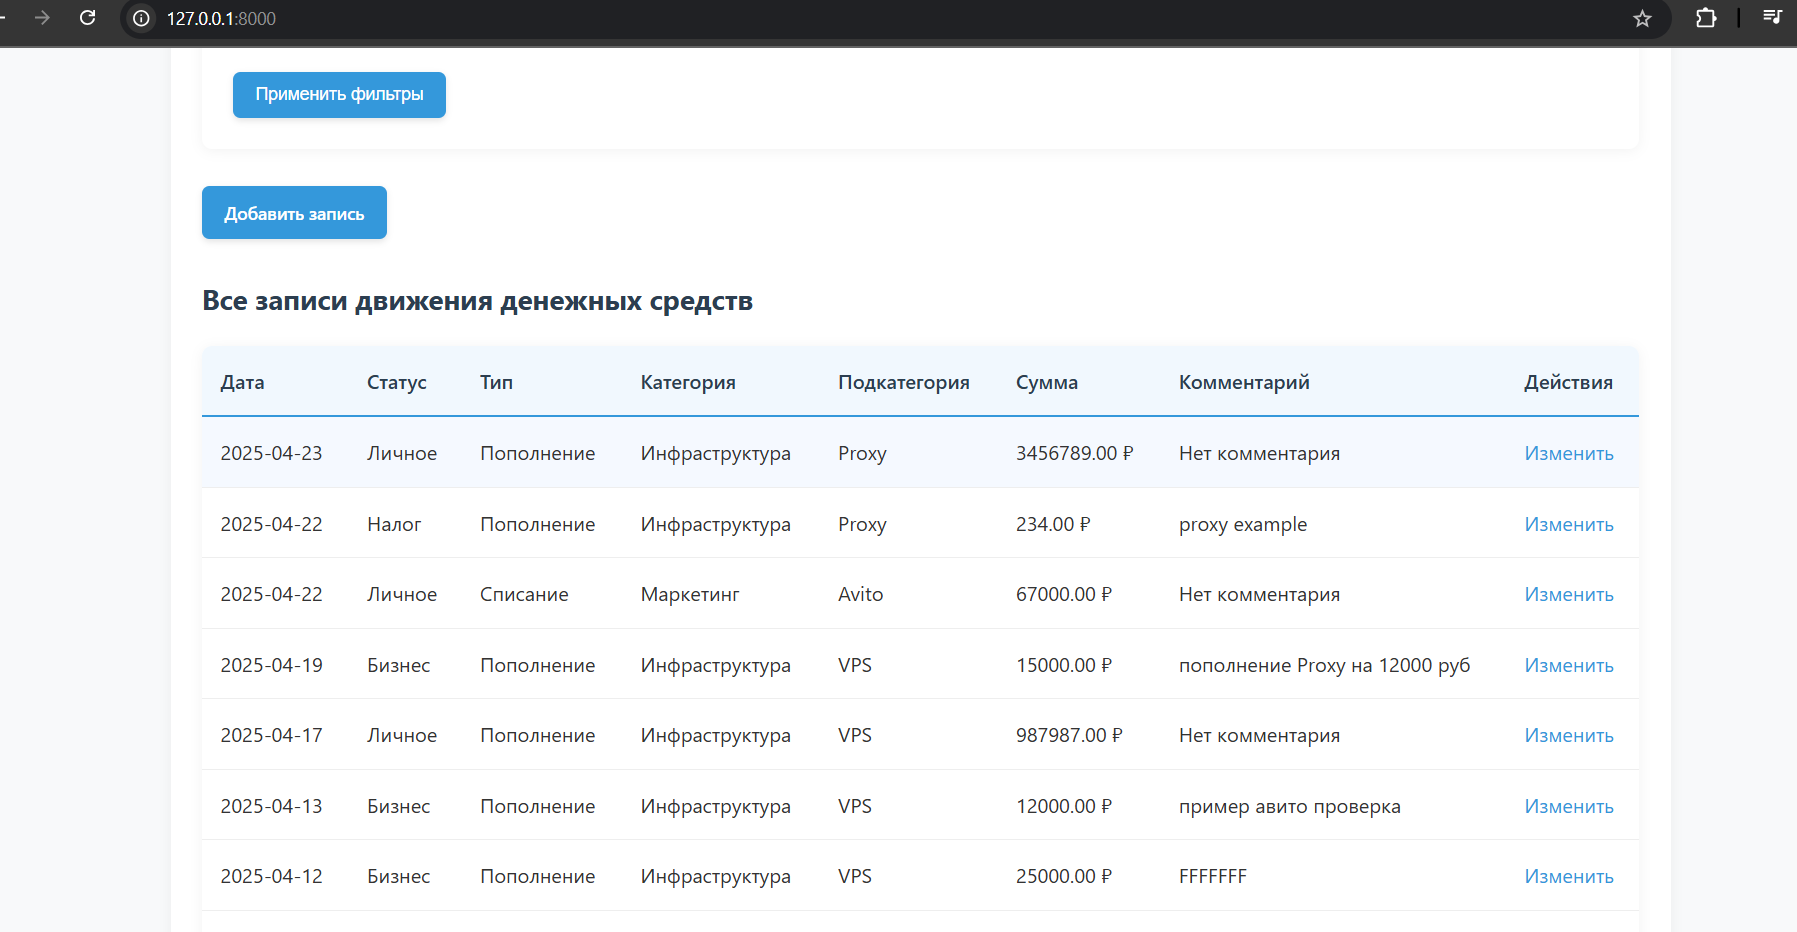 127.0.0.1:8000
Применить фильтры
Добавить запись
Все записи движения денежных средств
Дата Статус Тип Категория Подкатегория Сумма Комментарий Действия
2025-04-23 Личное Пополнение Инфраструктура Proxy 3456789.00 ₽ Нет комментария Изменить
2025-04-22 Налог Пополнение Инфраструктура Proxy 234.00 ₽ proxy example Изменить
2025-04-22 Личное Списание Маркетинг Avito 67000.00 ₽ Нет комментария Изменить
2025-04-19 Бизнес Пополнение Инфраструктура VPS 15000.00 ₽ пополнение Proxy на 12000 руб Изменить
2025-04-17 Личное Пополнение Инфраструктура VPS 987987.00 ₽ Нет комментария Изменить
2025-04-13 Бизнес Пополнение Инфраструктура VPS 12000.00 ₽ пример авито проверка Изменить
2025-04-12 Бизнес Пополнение Инфраструктура VPS 25000.00 ₽ FFFFFFF Изменить